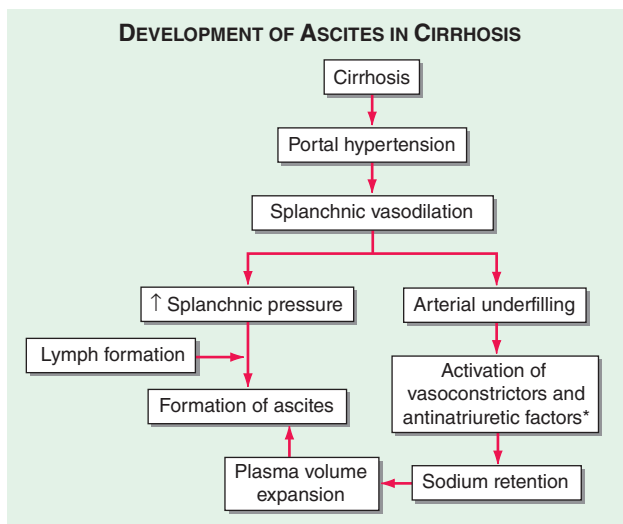 DEVELOPMENT OF ASCITES IN CIRRHOSIS
Cirrhosis
Portal hypertension
Splanchnic vasodilation
↑ Splanchnic pressure
Arterial underfilling
Lymph formation
Activation of
vasoconstrictors and
antinatriuretic factors*
Formation of ascites
Plasma volume
expansion
Sodium retention